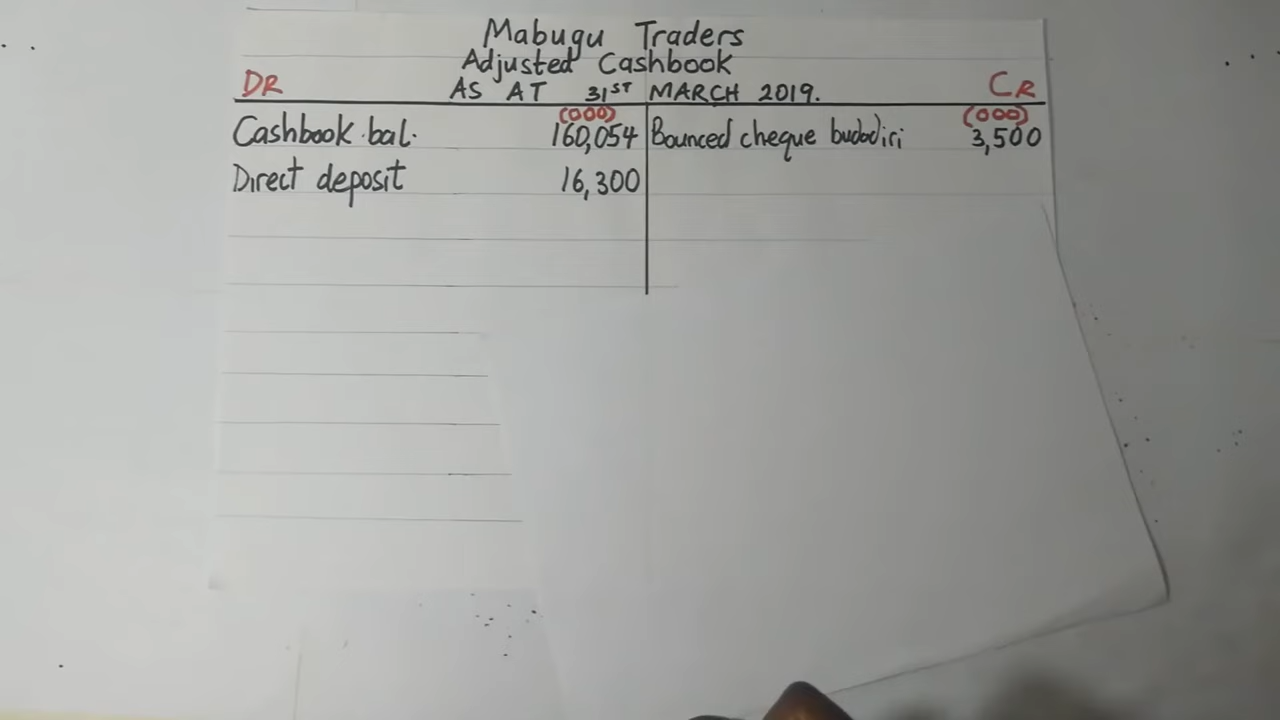 Mabugu Traders
Adjusted Cashbook
DR AS AT 31ST MARCH 2019. CR
(000) (000)
Cashbook bal. 160,054 Bounced cheque budadiri 3,500
Direct deposit 16,300